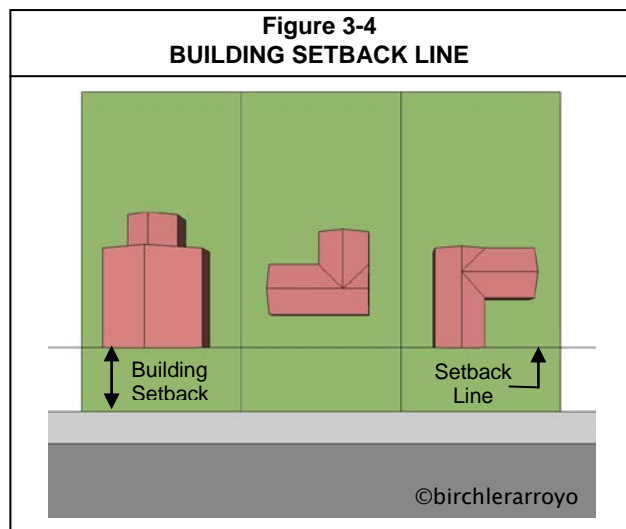 Figure 3-4
BUILDING SETBACK LINE
Building
Setback
Setback
Line
©birchlerarroyo